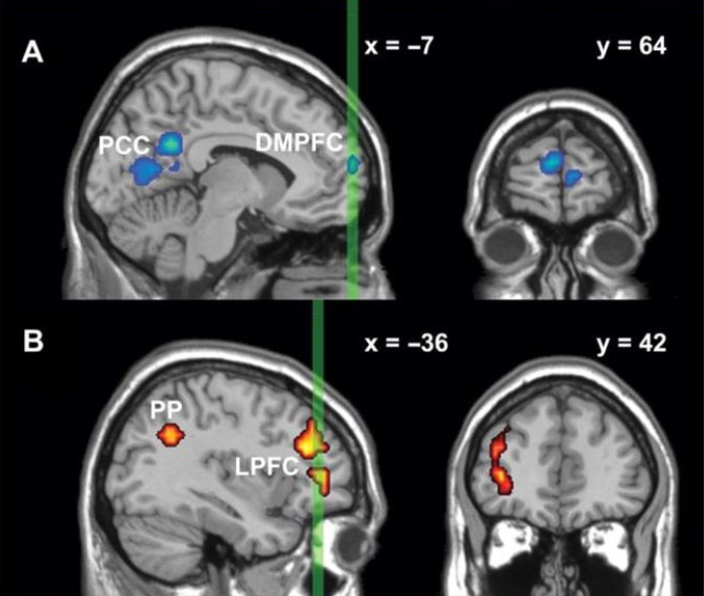 A
x = –7
y = 64
PCC
DMPFC
B
x = –36
y = 42
PP
LPFC